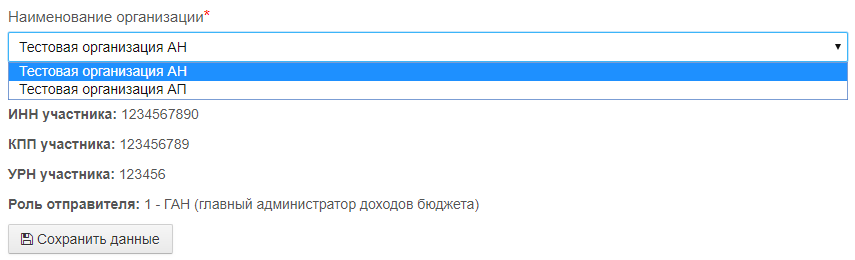 Наименование организации*
Тестовая организация АН
Тестовая организация АН
Тестовая организация АП
ИНН участника: 1234567890
КПП участника: 123456789
УРН участника: 123456
Роль отправителя: 1 - ГАН (главный администратор доходов бюджета)
Сохранить данные